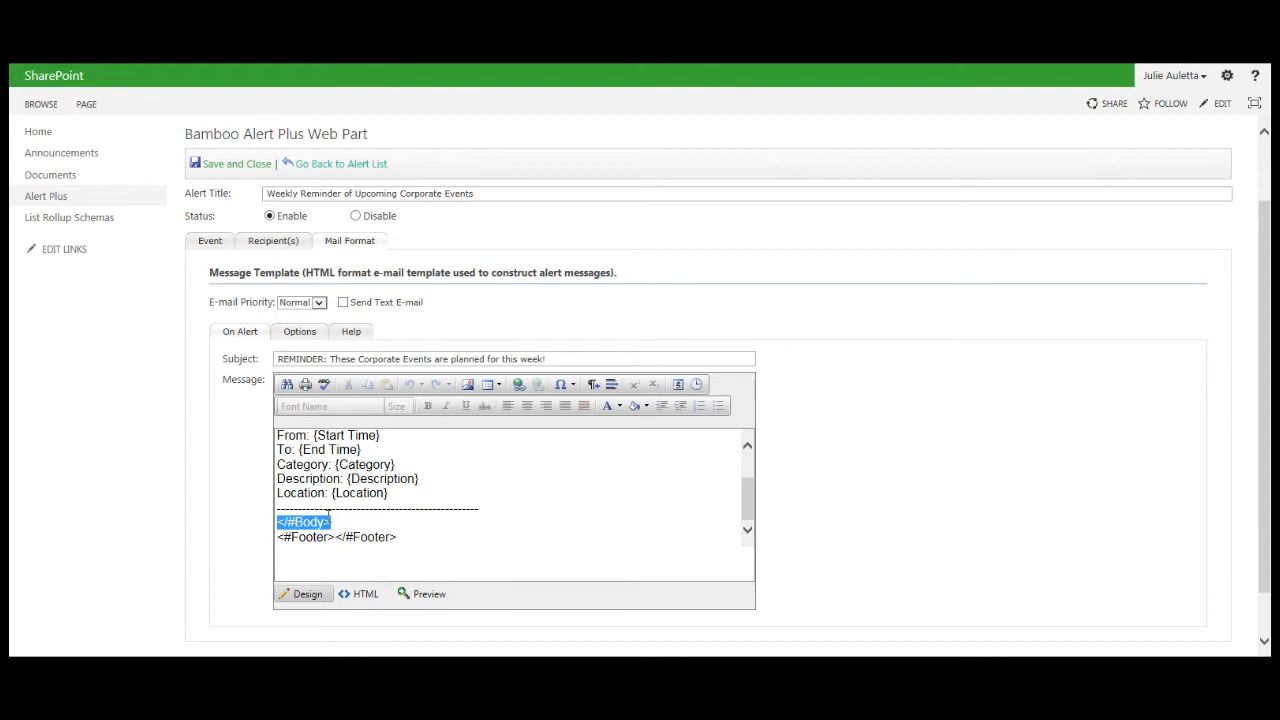 SharePoint
Julie Auletta
?
BROWSE PAGE
SHARE FOLLOW EDIT
Home
Announcements
Documents
Alert Plus
List Rollup Schemas
EDIT LINKS
Bamboo Alert Plus Web Part
Save and Close | Go Back to Alert List
Alert Title: Weekly Reminder of Upcoming Corporate Events
Status: Enable Disable
Event Recipient(s) Mail Format
Message Template (HTML format e-mail template used to construct alert messages).
E-mail Priority: Normal Send Text E-mail
On Alert Options Help
Subject: REMINDER: These Corporate Events are planned for this week!
Message:
Font Name Size B I U abc A
From: {Start Time}
To: {End Time}
Category: {Category}
Description: {Description}
Location: {Location}
------------------------------------------------
</#Body>
<#Footer></#Footer>
Design HTML Preview